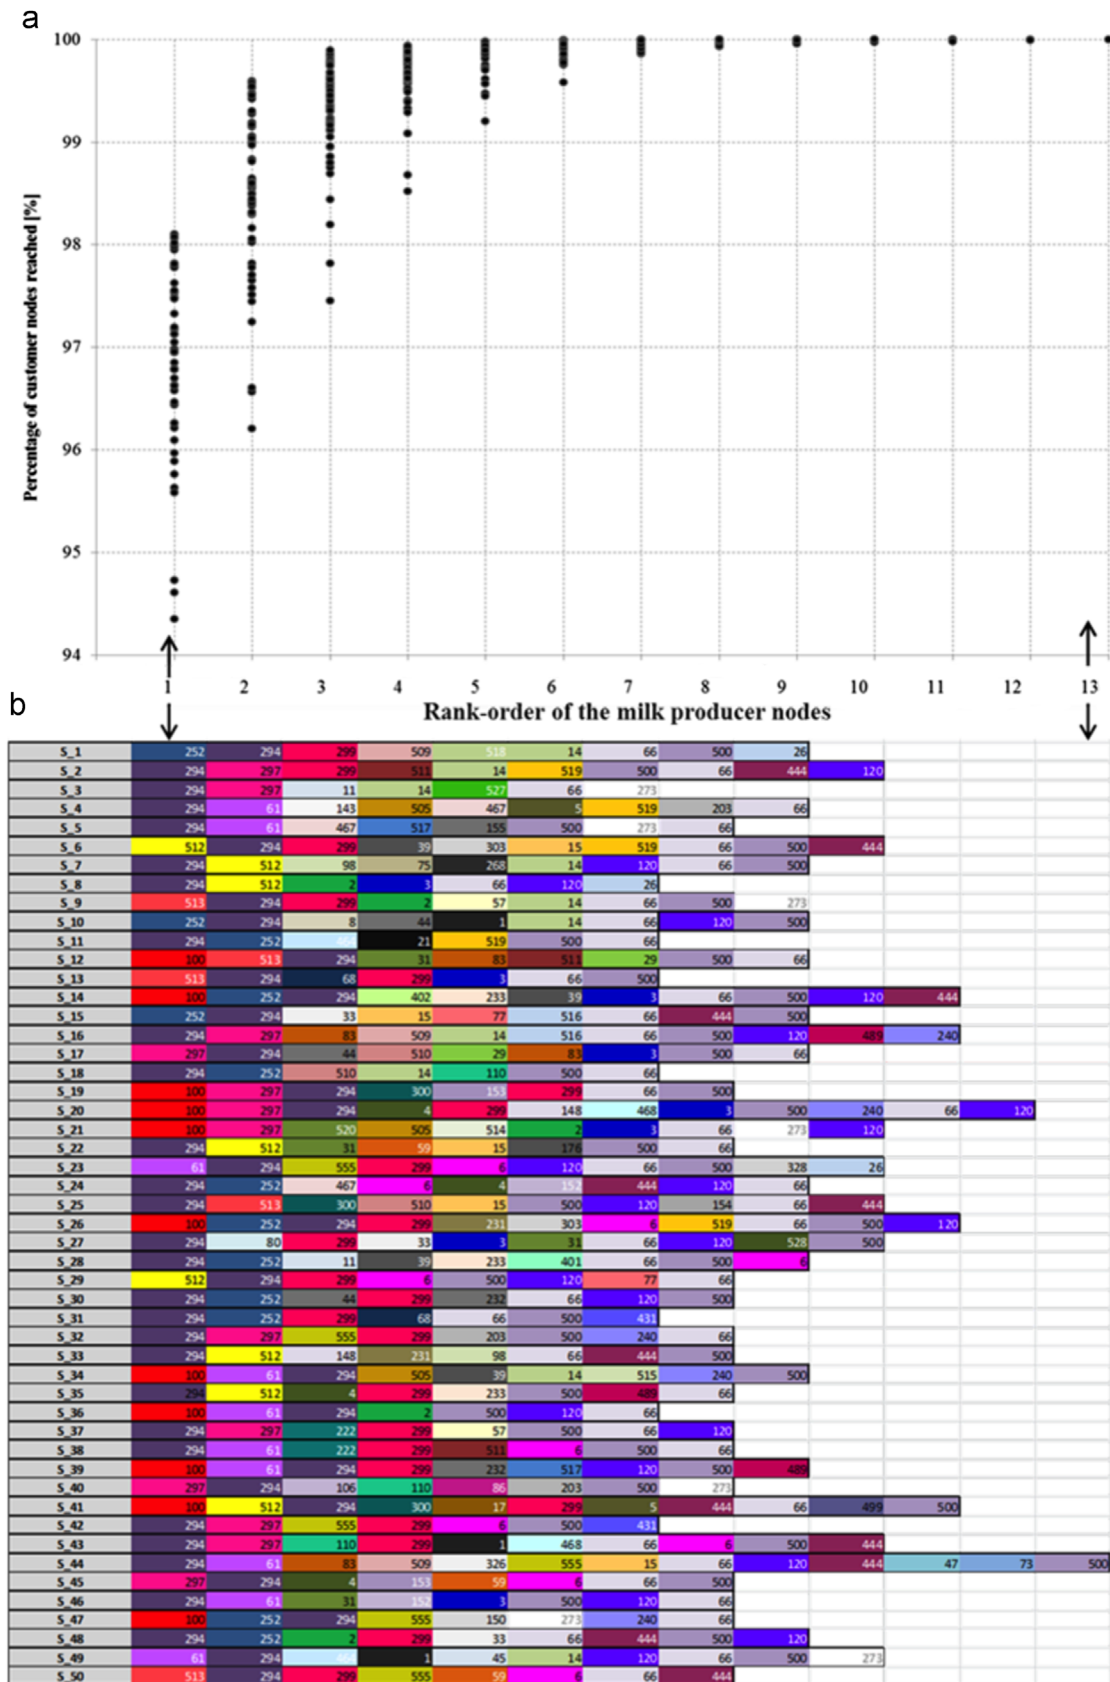 a
100
99
98
97
96
95
94
Percentage of customer nodes reached [%]
1 2 3 4 5 6 7 8 9 10 11 12 13
Rank-order of the milk producer nodes
b
S_1 252 294 299 509 518 14 66 500 26
S_2 294 297 299 511 14 519 500 66 444 120
S_3 294 297 11 14 527 66 273
S_4 294 61 143 505 467 5 519 203 66
S_5 294 61 467 517 155 500 273 66
S_6 512 294 299 39 303 15 519 66 500 444
S_7 294 512 98 75 268 14 120 66 500
S_8 294 512 2 3 66 120 26
S_9 513 294 299 2 57 14 66 500 273
S_10 252 294 8 44 1 14 66 120 500
S_11 294 252 464 21 519 500 66
S_12 100 513 294 31 83 511 29 500 66
S_13 513 294 68 299 3 66 500
S_14 100 252 294 402 233 39 3 66 500 120 444
S_15 252 294 33 15 77 516 66 444 500
S_16 294 297 83 509 14 516 66 500 120 489 240
S_17 297 294 44 510 29 83 3 500 66
S_18 294 252 510 14 110 500 66
S_19 100 297 294 300 153 299 66 500
S_20 100 297 294 4 299 148 468 3 500 240 66 120
S_21 100 297 520 505 514 2 3 66 273 120
S_22 294 512 31 59 15 176 500 66
S_23 61 294 555 299 6 120 66 500 328 26
S_24 294 252 467 6 4 152 444 120 66
S_25 294 513 300 510 15 500 120 154 66 444
S_26 100 252 294 299 231 303 6 519 66 500 120
S_27 294 80 299 33 3 31 66 120 528 500
S_28 294 252 11 39 233 401 66 500 6
S_29 512 294 299 6 500 120 77 66
S_30 294 252 44 299 232 66 120 500
S_31 294 252 299 68 66 500 431
S_32 294 297 555 299 203 500 240 66
S_33 294 512 148 231 98 66 444 500
S_34 100 61 294 505 39 14 515 240 500
S_35 294 512 4 299 233 500 489 66
S_36 100 61 294 2 500 120 66
S_37 294 297 222 299 57 500 66 120
S_38 294 61 222 299 511 6 500 66
S_39 100 61 294 299 232 517 120 500 489
S_40 297 294 106 110 86 203 500 273
S_41 100 512 294 300 17 299 5 444 66 499 500
S_42 294 297 555 299 6 500 431
S_43 294 297 110 299 1 468 66 6 500 444
S_44 294 61 83 509 326 555 15 66 120 444 47 73 500
S_45 297 294 4 153 59 6 66 500
S_46 294 61 31 152 3 500 120 66
S_47 100 252 294 555 150 273 240 66
S_48 294 252 2 299 33 66 444 500 120
S_49 61 294 464 1 45 14 120 66 500 273
S_50 513 294 299 555 59 6 66 444